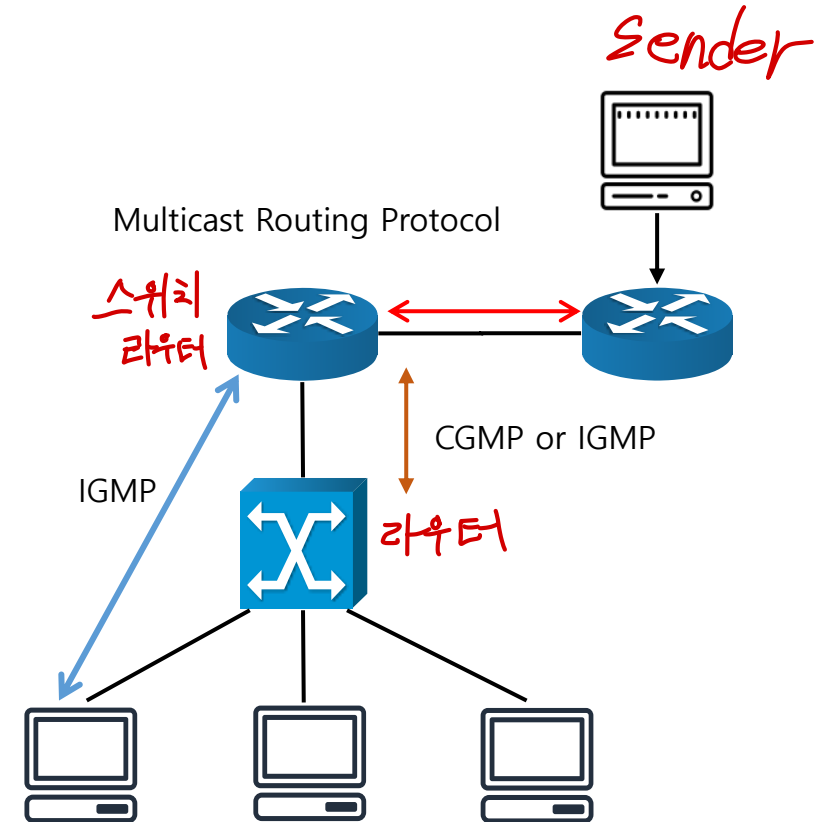 Sender
Multicast Routing Protocol
스위치
라우터
CGMP or IGMP
IGMP
라우터